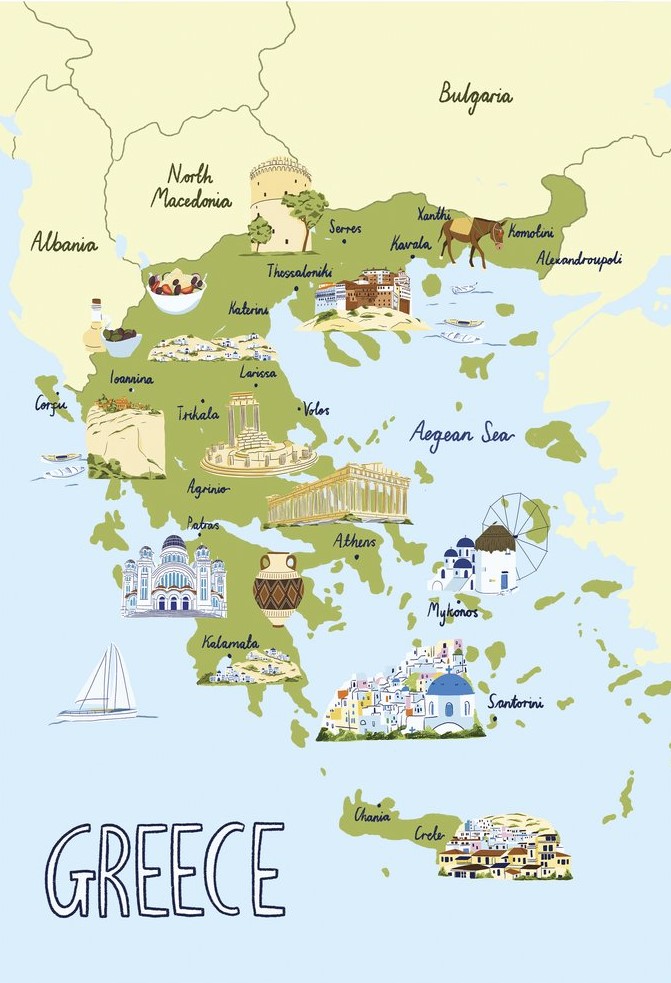 Bulgaria
North
Macedonia
Albania
Xanthi
Serres
Komotini
Kavala
Alexandroupoli
Thessaloniki
Katerini
Ioannina
Larissa
Corfu
Trikala
Volos
Aegean Sea
Agrinio
Patras
Athens
Mykonos
Kalamata
Santorini
Chania
Crete
GREECE